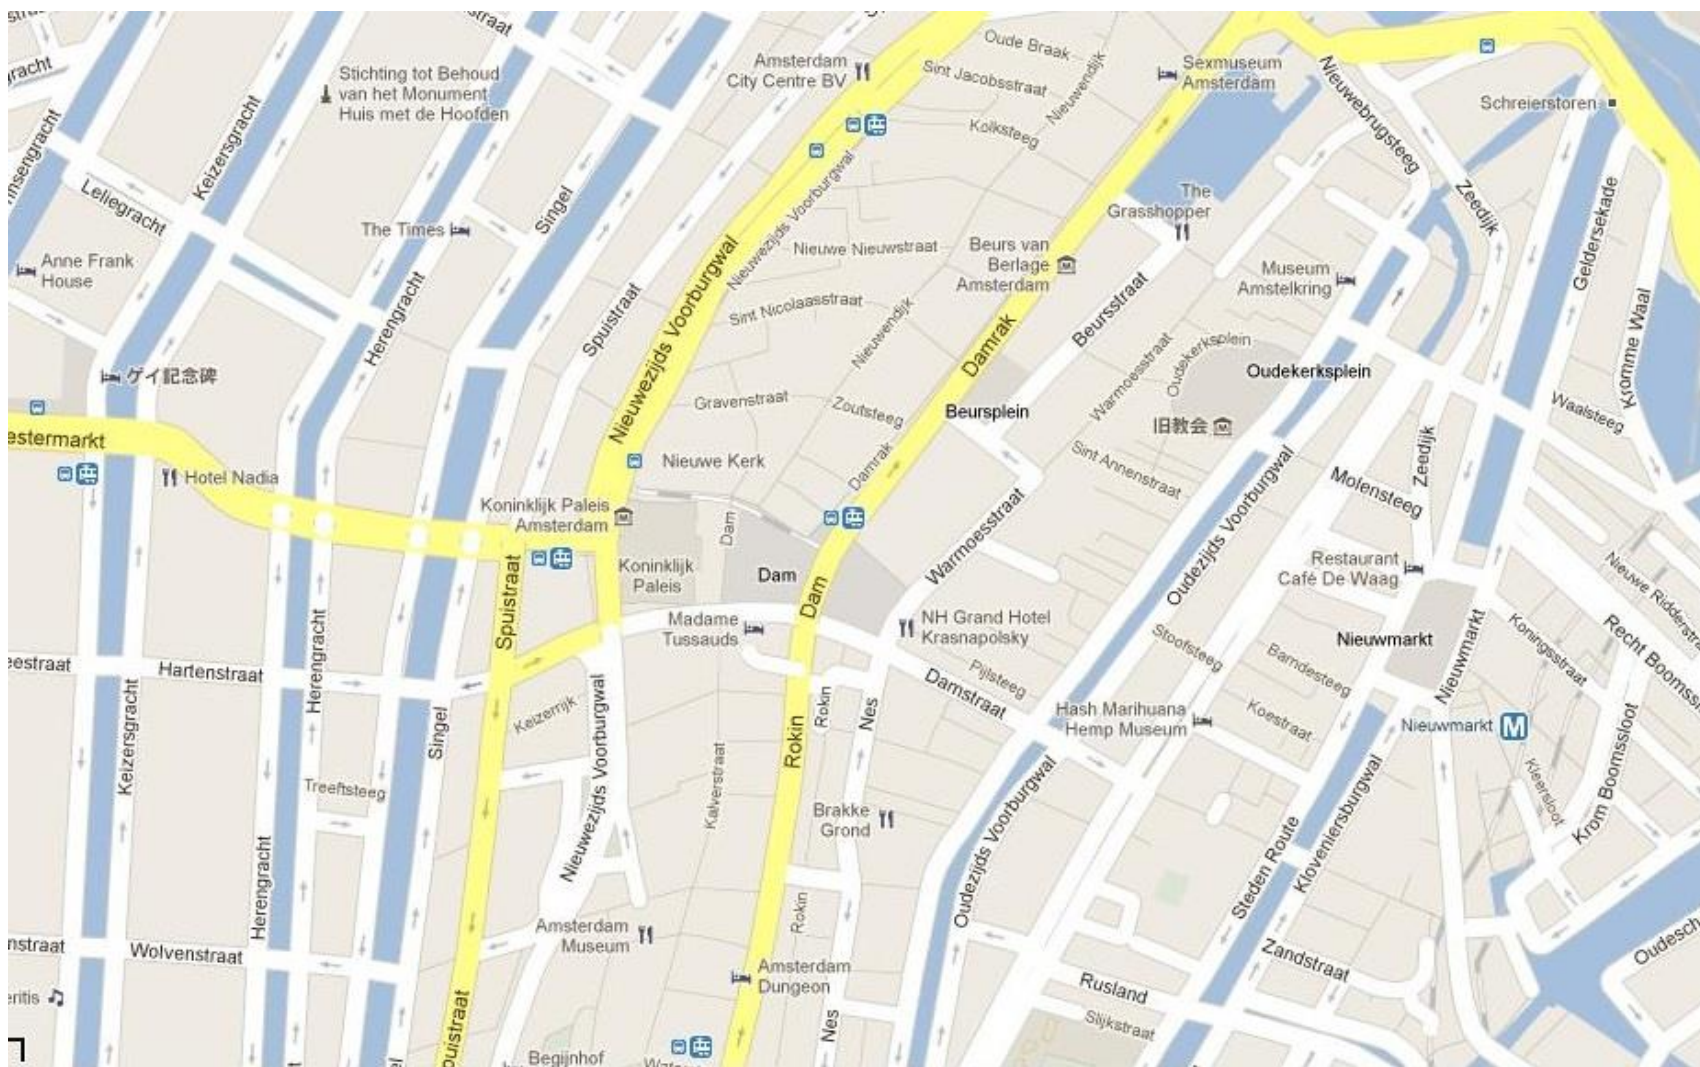 straat
Oude Braak
Amsterdam
City Centre BV
Sint Jacobsstraat
Nieuwendijk
Kolksteeg
Sexmuseum
Amsterdam
Nieuwebrugsteeg
Schreierstoren
Stichting tot Behoud
van het Monument
Huis met de Hoofden
gracht
Keizersgracht
nsengracht
Leliegracht
The Times
Singel
Nieuwezijds Voorburgwal
Nieuwezijds Voorburgwal
The
Grasshopper
Zeedijk
Geldersekade
Anne Frank
House
Herengracht
Spuistraat
Nieuwe Nieuwstraat
Beurs van
Berlage
Amsterdam
Museum
Amstelkring
Sint Nicolaasstraat
Nieuwendijk
Beursstraat
Damrak
Warmoesstraat
Oudekerksplein
Oudekerksplein
Kromme Waal
ゲイ記念碑
Gravenstraat
Zoutsteeg
Beursplein
旧教会
Waalsteeg
estermarkt
Hotel Nadia
Nieuwe Kerk
Damrak
Sint Annenstraat
Zeedijk
Molensteeg
Koninklijk Paleis
Amsterdam
Dam
Warmoesstraat
Oudezijds Voorburgwal
Restaurant
Café De Waag
Nieuwe Ridderstra
Koninklijk
Paleis
Dam
Dam
Spuistraat
Madame
Tussauds
NH Grand Hotel
Krasnapolsky
Stoofsteeg
Nieuwmarkt
Nieuwmarkt
Koningsstraat
Recht Boomss
eestraat
Hartenstraat
Herengracht
Pijlsteeg
Barndesteeg
Damstraat
Keizersgracht
Singel
Keizerrijk
Nieuwezijds Voorburgwal
Rokin
Rokin
Nes
Hash Marihuana
Hemp Museum
Koestraat
Nieuwmarkt
M
Krom Boomssloot
Treeftsteeg
Kalverstraat
Brakke
Grond
Oudezijds Voorburgwal
Kloveniersburgwal
Steden Route
Herengracht
Amsterdam
Museum
Rokin
nstraat
Wolvenstraat
Amsterdam
Dungeon
Zandstraat
Oudesch
Rusland
Slijkstraat
Nes
Begijnhof